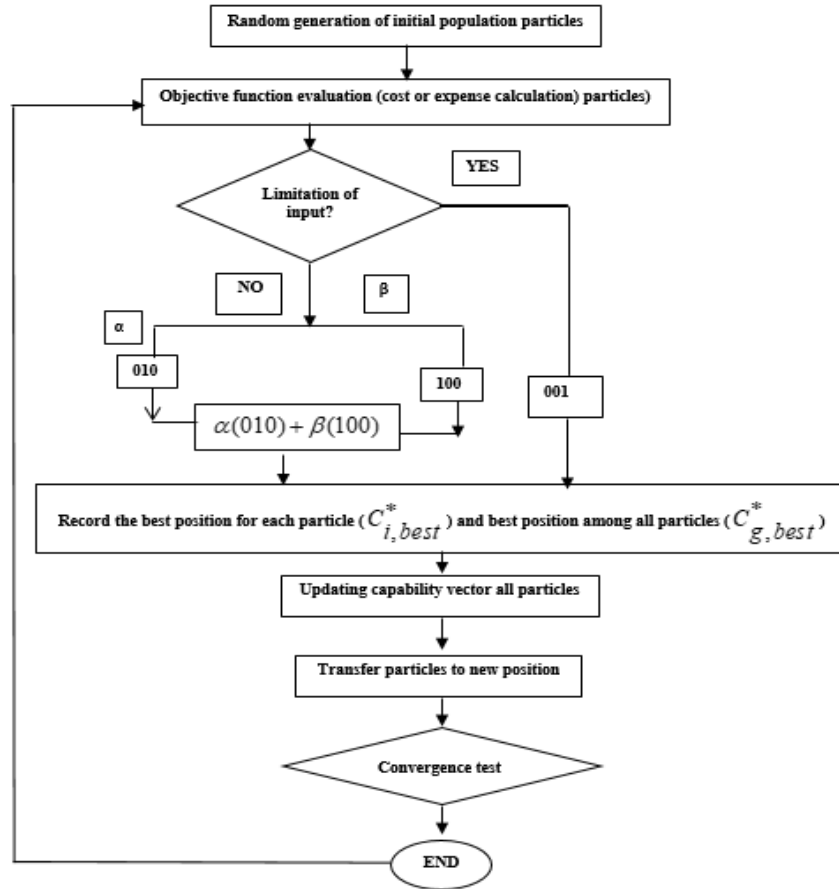 Random generation of initial population particles
Objective function evaluation (cost or expense calculation) particles)
YES
Limitation of
input?
NO
β
α
010
100
001
α(010) + β(100)
Record the best position for each particle ( C*i,best ) and best position among all particles ( C*g,best )
Updating capability vector all particles
Transfer particles to new position
Convergence test
END